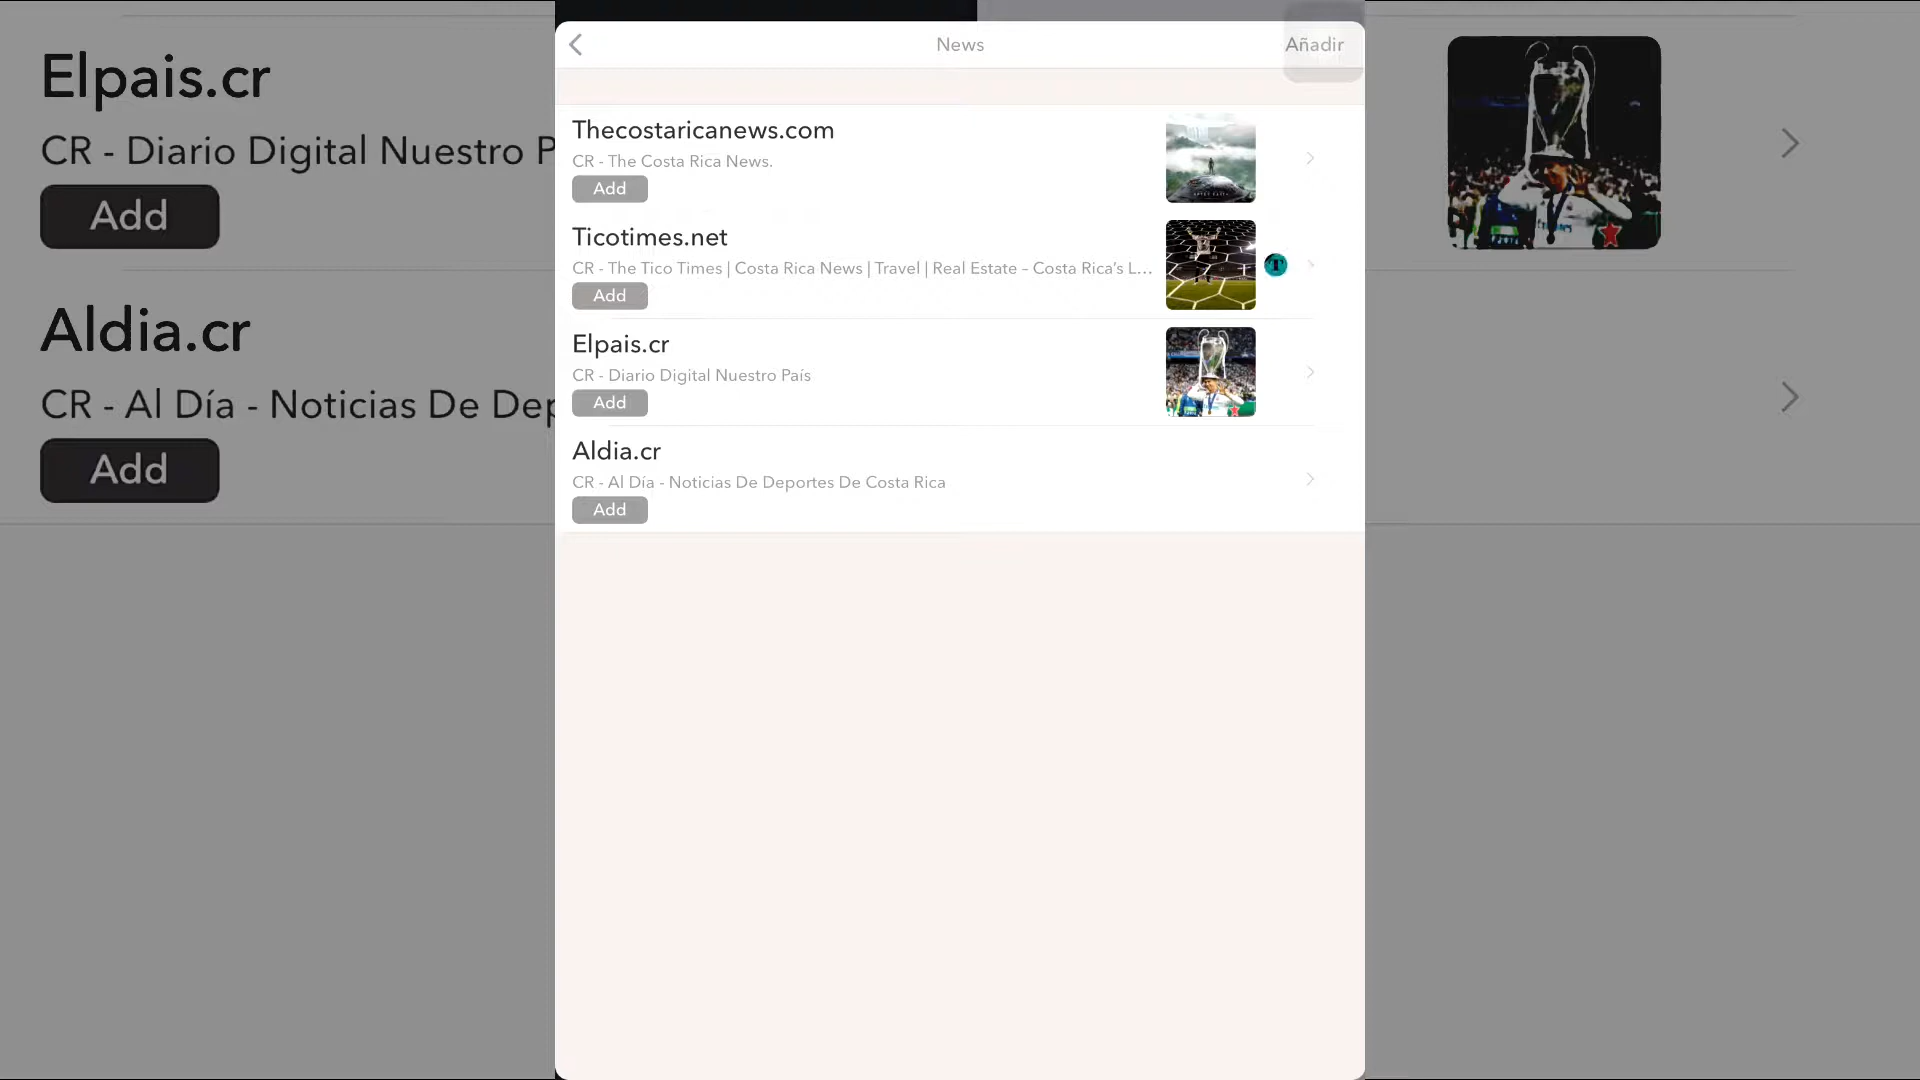 News
Añadir
Thecostaricanews.com
CR - The Costa Rica News.
Add
Ticotimes.net
CR - The Tico Times | Costa Rica News | Travel | Real Estate – Costa Rica's L...
Add
T
Elpais.cr
CR - Diario Digital Nuestro País
Add
Aldia.cr
CR - Al Día - Noticias De Deportes De Costa Rica
Add
Elpais.cr
CR - Diario Digital Nuestro P
Add
Aldia.cr
CR - Al Día - Noticias De Dep
Add